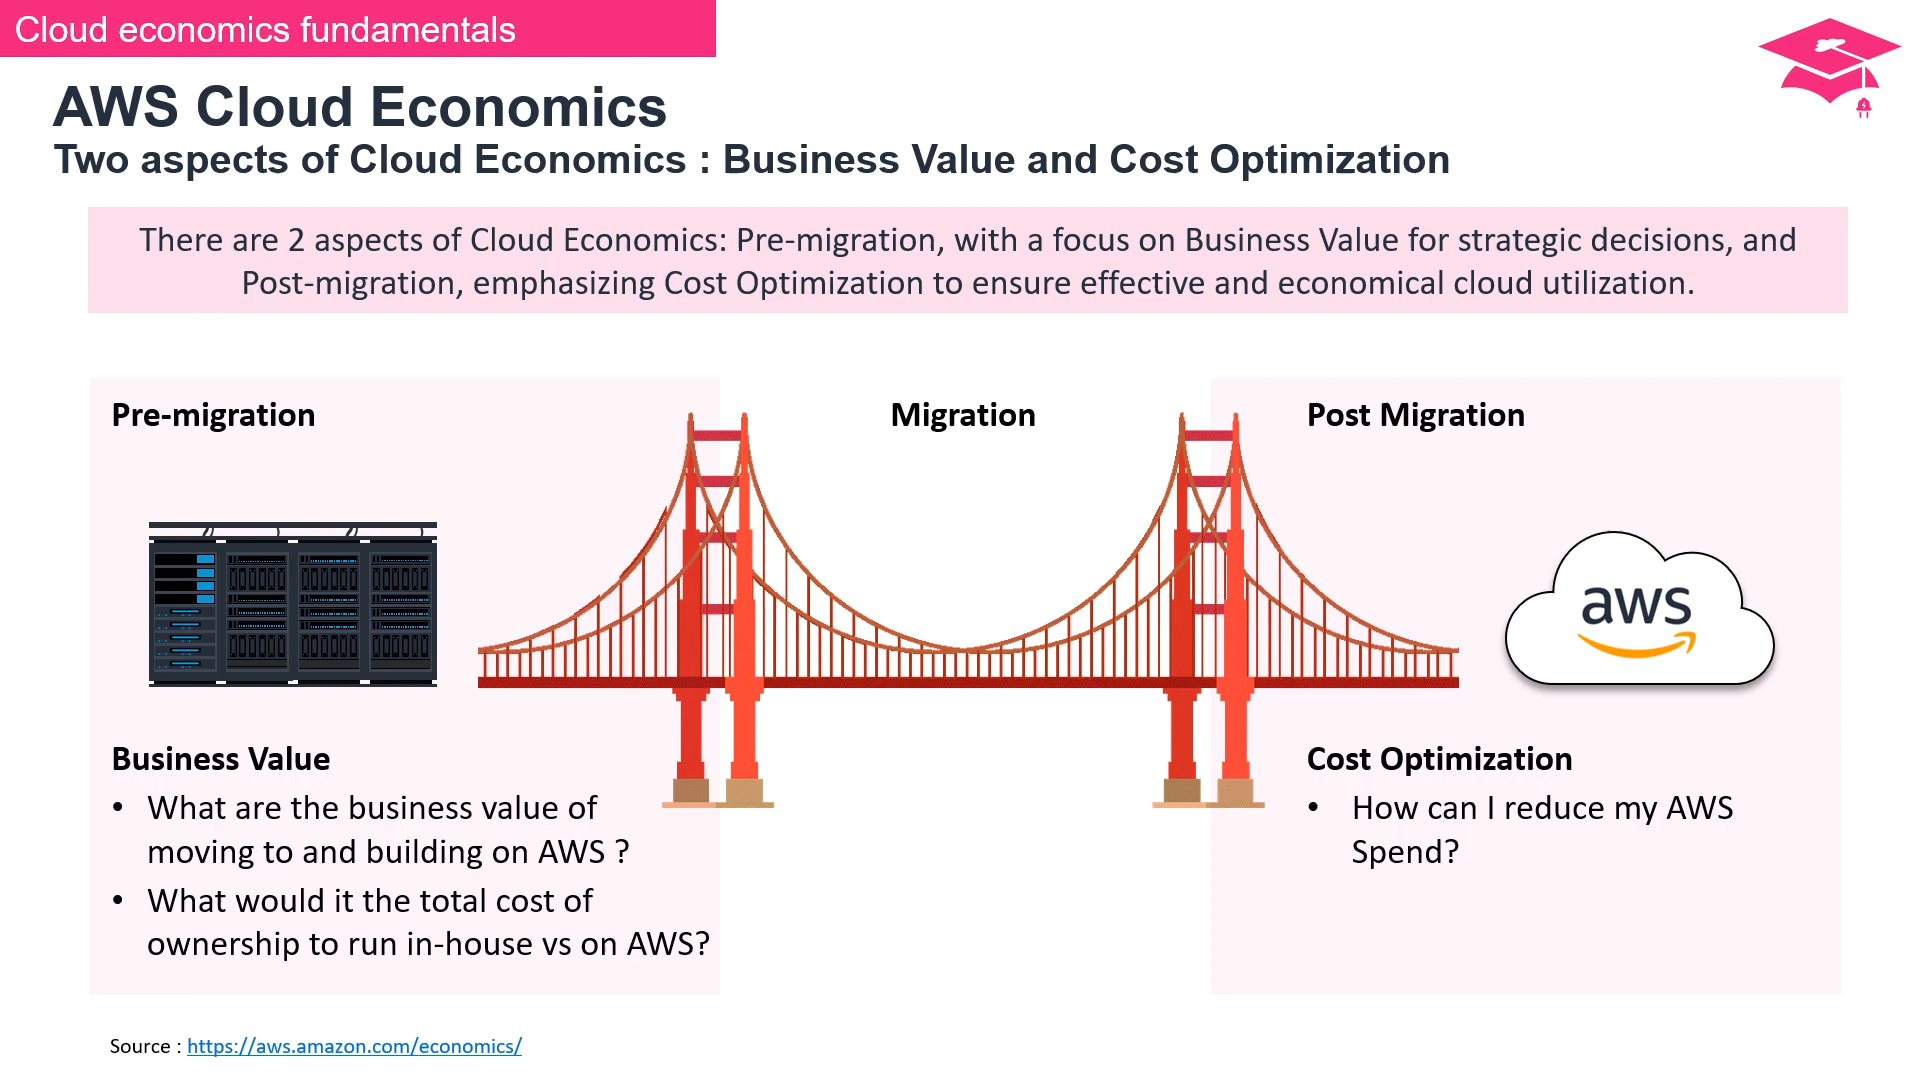 Cloud economics fundamentals
AWS Cloud Economics
Two aspects of Cloud Economics : Business Value and Cost Optimization
There are 2 aspects of Cloud Economics: Pre-migration, with a focus on Business Value for strategic decisions, and
Post-migration, emphasizing Cost Optimization to ensure effective and economical cloud utilization.
Pre-migration
Migration
Post Migration
aws
Business Value
• What are the business value of
moving to and building on AWS ?
• What would it the total cost of
ownership to run in-house vs on AWS?
Cost Optimization
• How can I reduce my AWS
Spend?
Source : https://aws.amazon.com/economics/